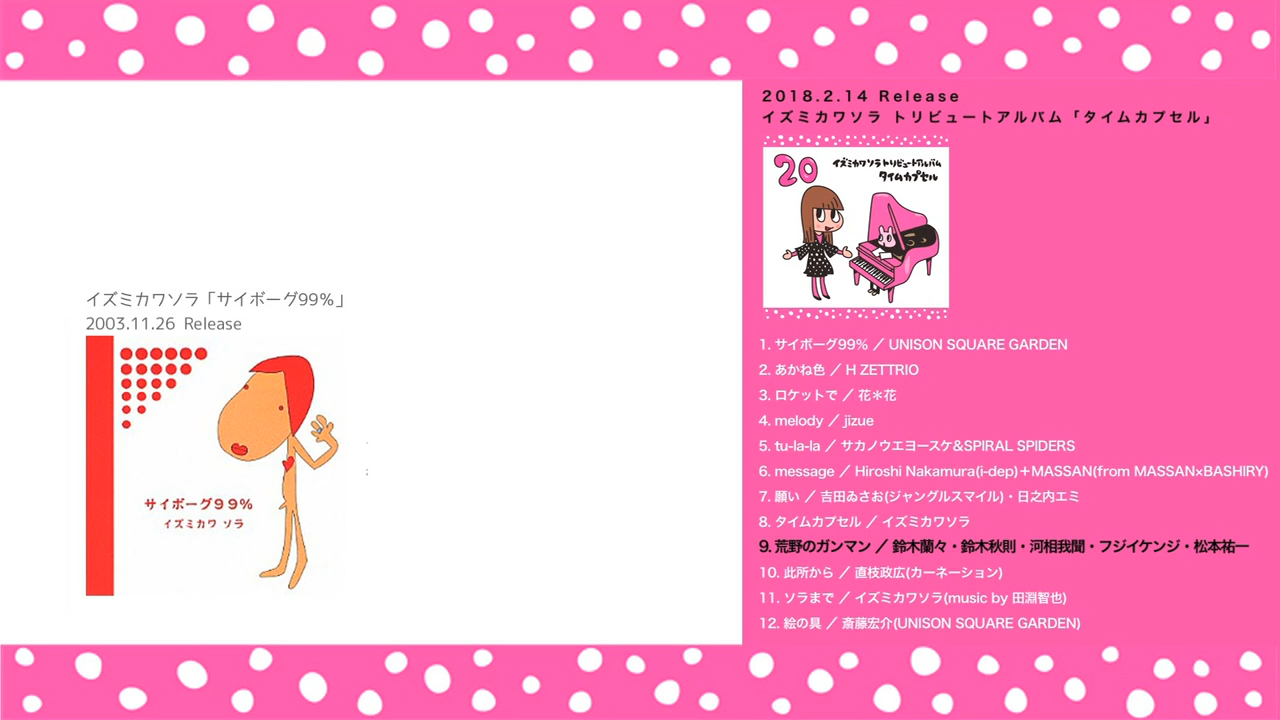 イズミカワソラ「サイボーグ99%」
2003.11.26 Release
サイボーグ99%
イズミカワ ソラ
2018.2.14 Release
イズミカワソラ トリビュートアルバム「タイムカプセル」
20
イズミカワソラトリビュートアルバム
タイムカプセル
1. サイボーグ99% / UNISON SQUARE GARDEN
2. あかね色 / H ZETTRIO
3. ロケットで / 花*花
4. melody / jizue
5. tu-la-la / サカノウエヨースケ&SPIRAL SPIDERS
6. message / Hiroshi Nakamura(i-dep)+MASSAN(from MASSAN×BASHIRY)
7. 願い / 吉田ゐさお(ジャングルスマイル)・日之内エミ
8. タイムカプセル / イズミカワソラ
9. 荒野のガンマン / 鈴木蘭々・鈴木秋則・河相我聞・フジイケンジ・松本祐一
10. 此所から / 直枝政広(カーネーション)
11. ソラまで / イズミカワソラ(music by 田淵智也)
12. 絵の具 / 斎藤宏介(UNISON SQUARE GARDEN)